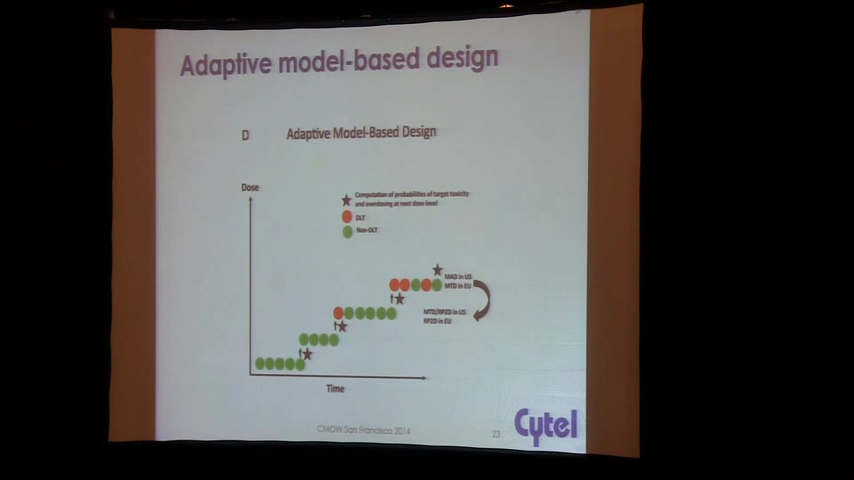 Adaptive model-based design
D Adaptive Model-Based Design
Dose
Computation of probabilities of target toxicity
and overdosing at next dose level
DLT
Non-DLT
MAD in US
MTD in EU
MTD/RP2D in US
RP2D in EU
Time
CMOW San Francisco 2014
23
Cytel